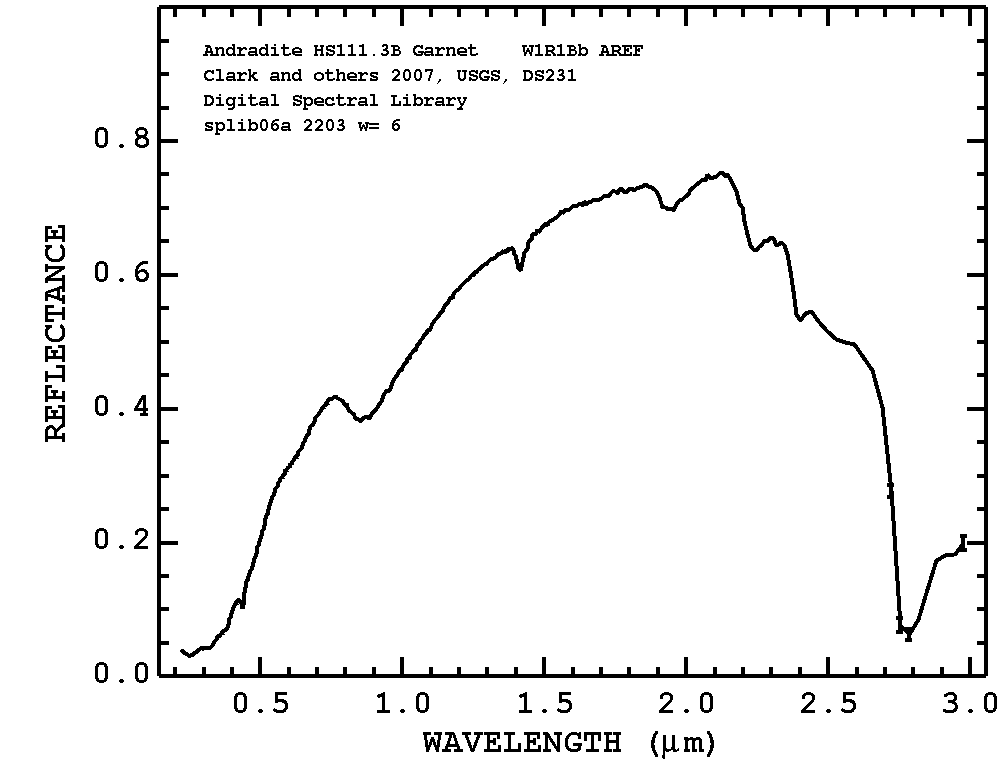 Andradite HS111.3B Garnet W1R1Bb AREF
Clark and others 2007, USGS, DS231
Digital Spectral Library
splib06a 2203 w= 6
0.8
0.6
0.4
0.2
0.0
REFLECTANCE
0.5 1.0 1.5 2.0 2.5 3.0
WAVELENGTH (μm)